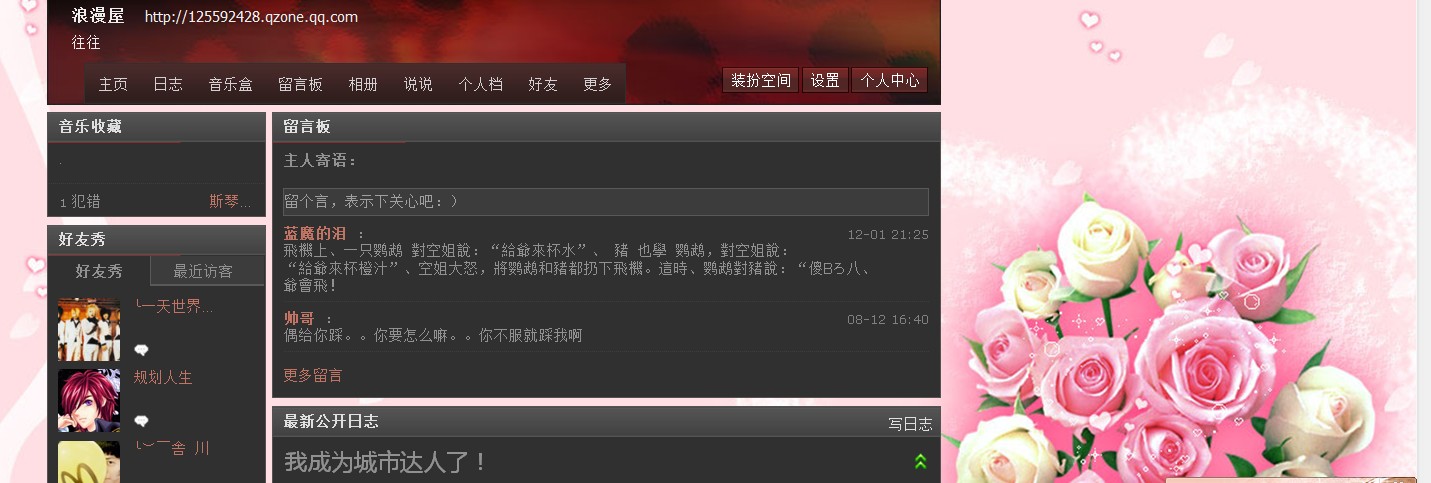 浪漫屋 http://125592428.qzone.qq.com
往往
主页 日志 音乐盒 留言板 相册 说说 个人档 好友 更多
装扮空间 设置 个人中心
音乐收藏
1 犯错 斯琴...
好友秀
好友秀 最近访客
╰一天世界...
规划人生
╰︶￣舍 川
留言板
主人寄语：
留个言，表示下关心吧：）
蓝魔的泪 ： 12-01 21:25
飛機上、一只鹦鹉 對空姐說：“給爺來杯水”、 豬 也學 鹦鹉，對空姐說：
“給爺來杯橙汁”、空姐大怒，將鹦鹉和豬都扔下飛機。這時、鹦鹉對豬說：“傻Bろ八、
爺會飛！
帅哥 ： 08-12 16:40
偶给你踩。。你要怎么嘛。。你不服就踩我啊
更多留言
最新公开日志 写日志
我成为城市达人了！